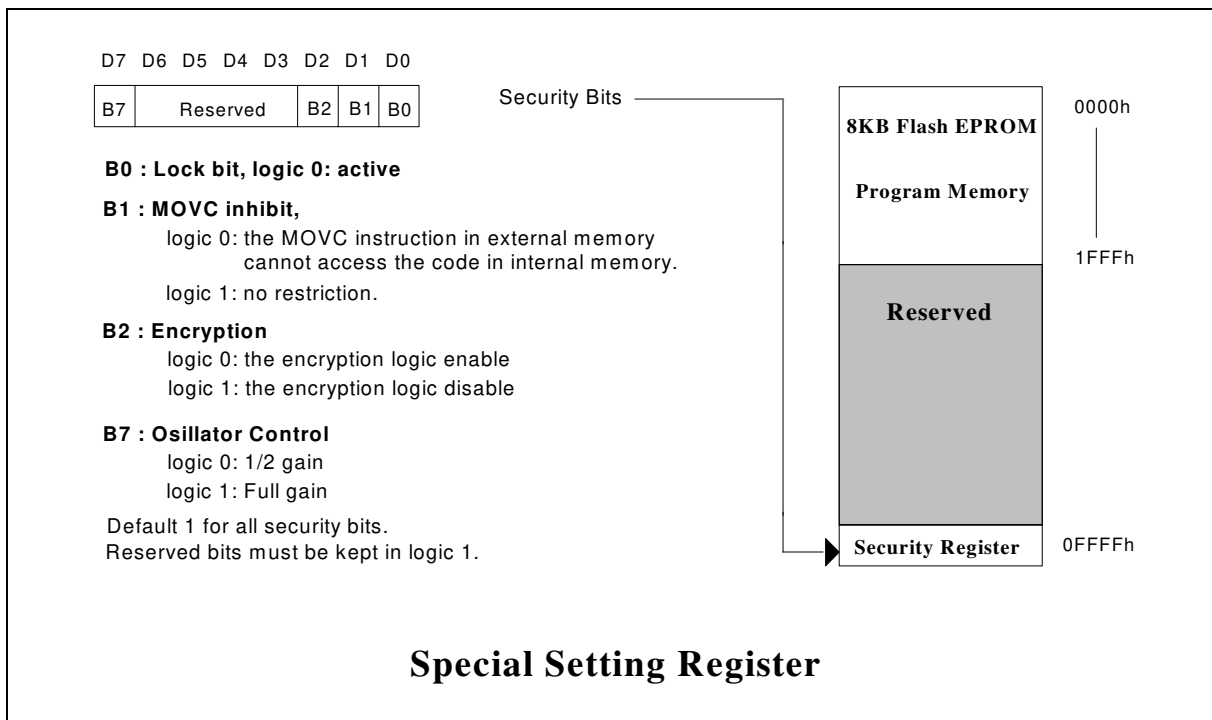 D7 D6 D5 D4 D3 D2 D1 D0
B7 Reserved B2 B1 B0
B0 : Lock bit, logic 0: active
B1 : MOVC inhibit,
logic 0: the MOVC instruction in external memory
cannot access the code in internal memory.
logic 1: no restriction.
B2 : Encryption
logic 0: the encryption logic enable
logic 1: the encryption logic disable
B7 : Osillator Control
logic 0: 1/2 gain
logic 1: Full gain
Default 1 for all security bits.
Reserved bits must be kept in logic 1.
Security Bits
8KB Flash EPROM
Program Memory
0000h
1FFFh
Reserved
Security Register
0FFFFh
Special Setting Register